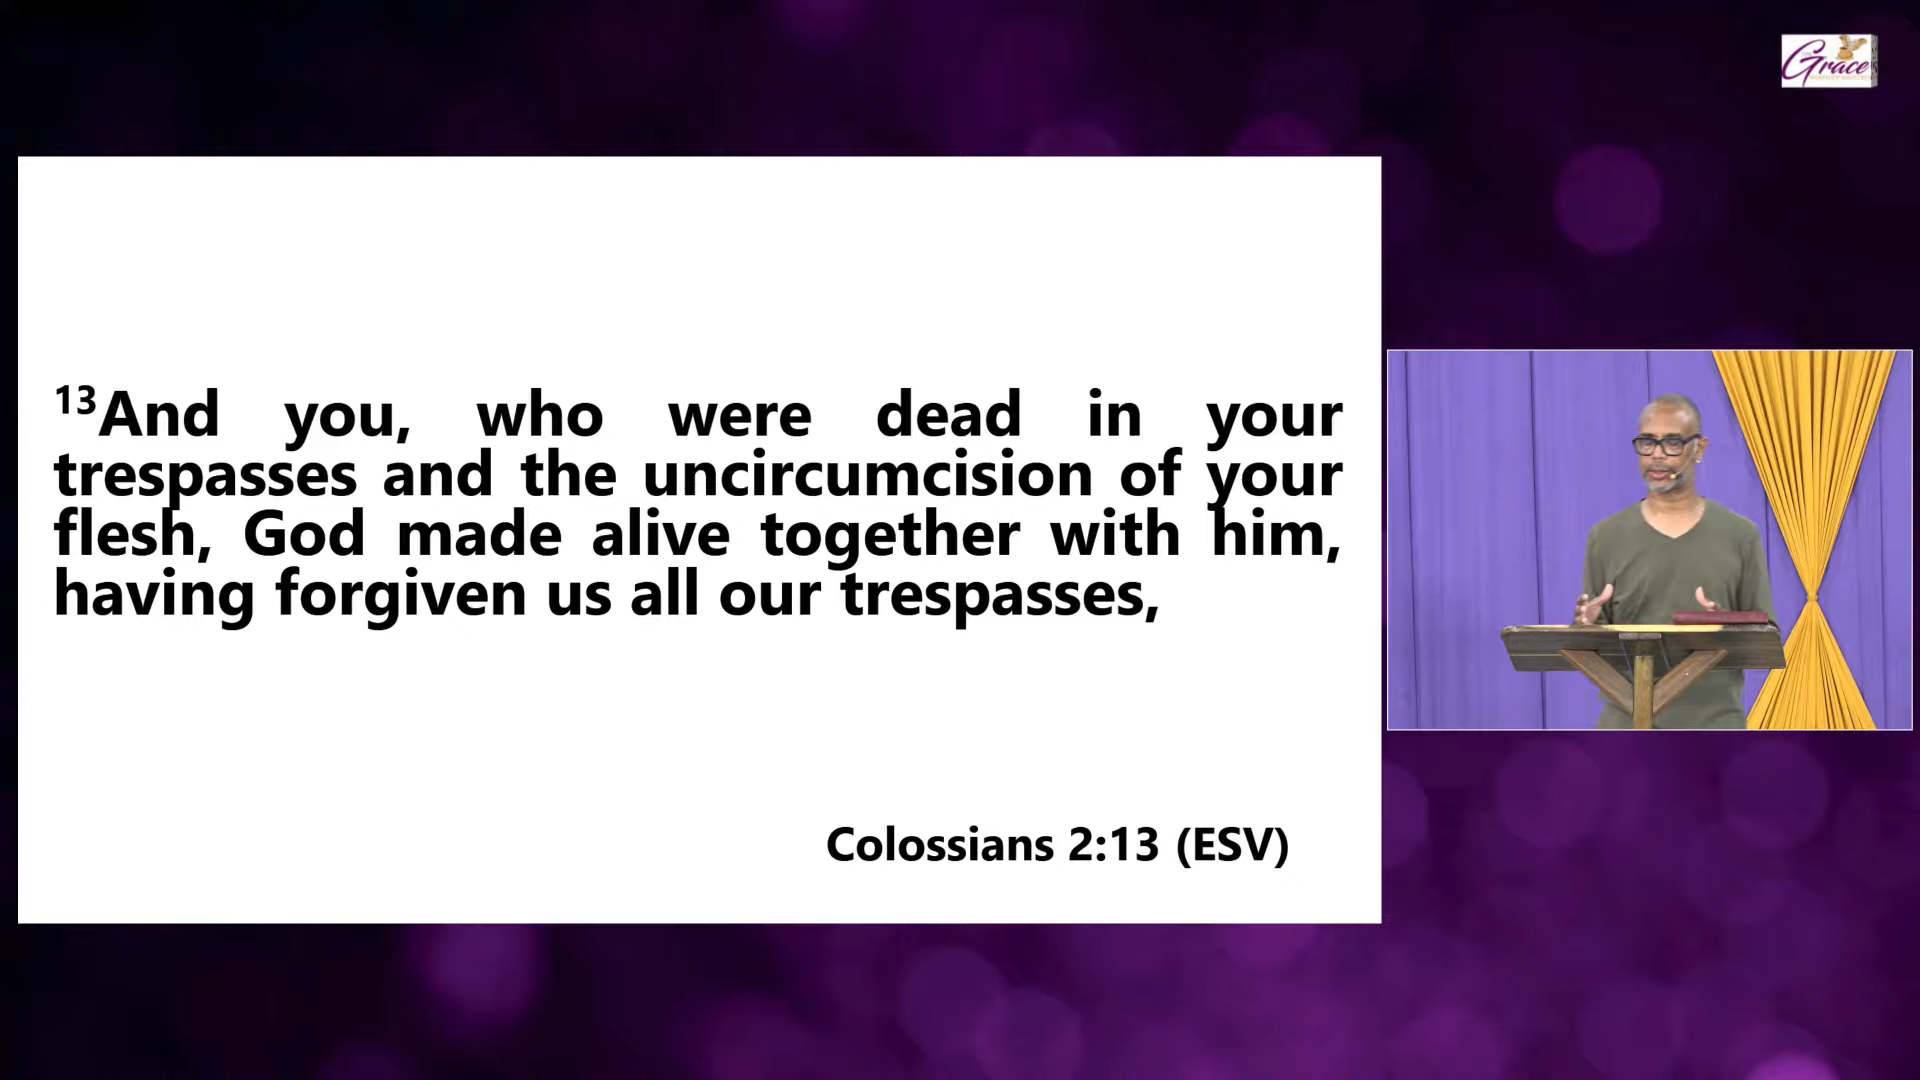 Grace
¹³And you, who were dead in your
trespasses and the uncircumcision of your
flesh, God made alive together with him,
having forgiven us all our trespasses,
Colossians 2:13 (ESV)